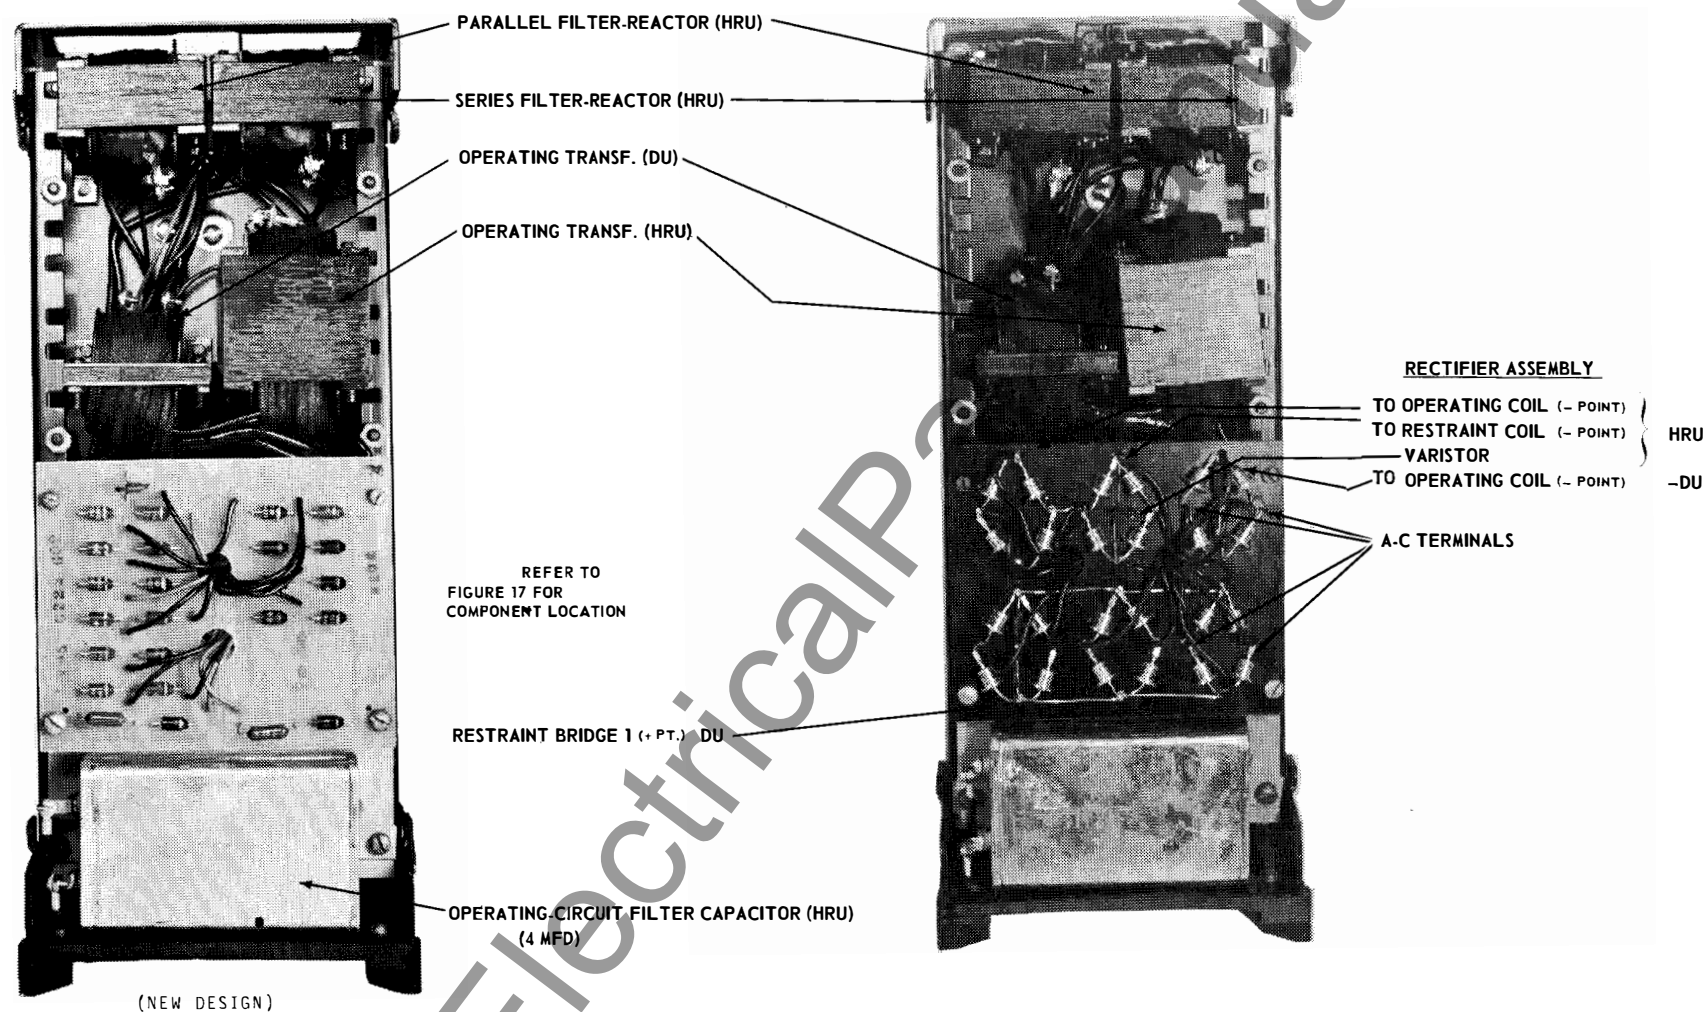 PARALLEL FILTER-REACTOR (HRU)
SERIES FILTER-REACTOR (HRU)
OPERATING TRANSF. (DU)
OPERATING TRANSF. (HRU)
RECTIFIER ASSEMBLY
TO OPERATING COIL (- POINT)
TO RESTRAINT COIL (- POINT)
HRU
VARISTOR
TO OPERATING COIL (- POINT)
-DU
A-C TERMINALS
REFER TO
FIGURE 17 FOR
COMPONENT LOCATION
RESTRAINT BRIDGE 1 (+ PT.) DU
OPERATING-CIRCUIT FILTER CAPACITOR (HRU)
(4 MFD)
(NEW DESIGN)
ElectricalPa